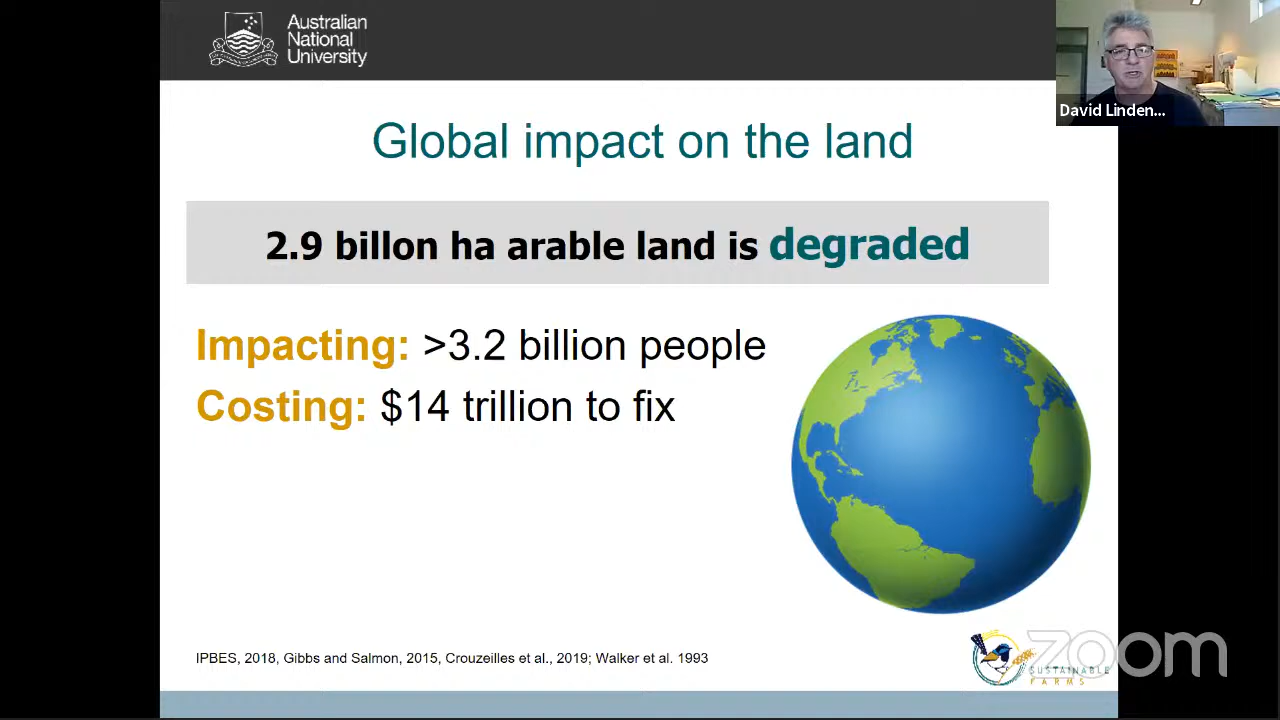 Australian
National
University
David Linden...
Global impact on the land
2.9 billon ha arable land is degraded
Impacting: >3.2 billion people
Costing: $14 trillion to fix
IPBES, 2018, Gibbs and Salmon, 2015, Crouzeilles et al., 2019; Walker et al. 1993
zoom
SUSTAINABLE
FARMS